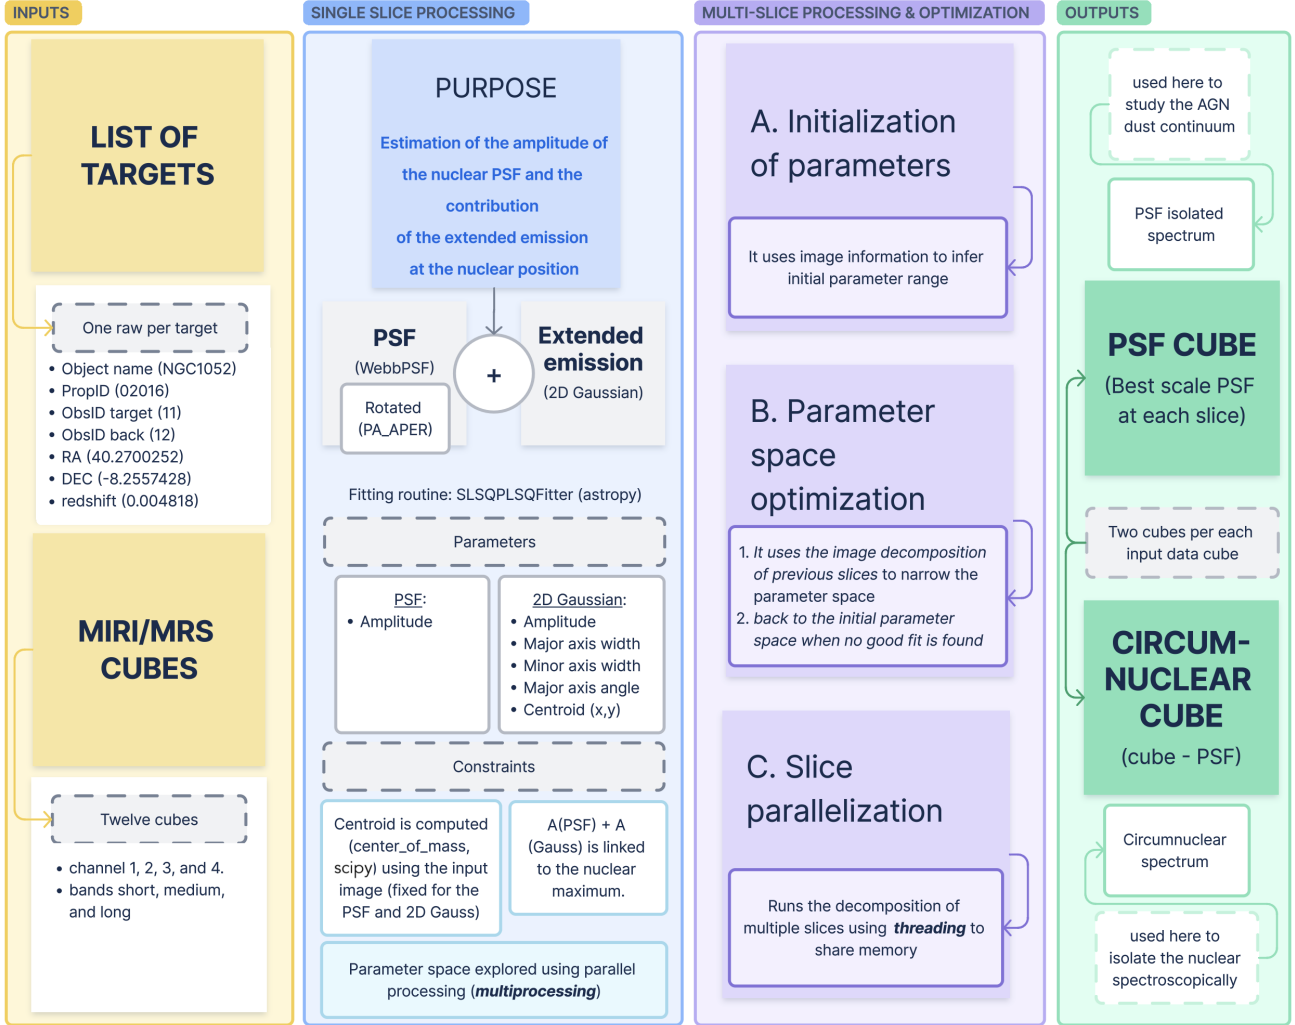 INPUTS
LIST OF
TARGETS
One raw per target
• Object name (NGC1052)
• PropID (02016)
• ObsID target (11)
• ObsID back (12)
• RA (40.2700252)
• DEC (-8.2557428)
• redshift (0.004818)
MIRI/MRS
CUBES
Twelve cubes
• channel 1, 2, 3, and 4.
• bands short, medium,
and long
SINGLE SLICE PROCESSING
PURPOSE
Estimation of the amplitude of
the nuclear PSF and the
contribution
of the extended emission
at the nuclear position
PSF
(WebbPSF)
Rotated
(PA_APER)
+
Extended
emission
(2D Gaussian)
Fitting routine: SLSQPLSQFitter (astropy)
Parameters
PSF:
• Amplitude
2D Gaussian:
• Amplitude
• Major axis width
• Minor axis width
• Major axis angle
• Centroid (x,y)
Constraints
Centroid is computed
(center_of_mass,
scipy) using the input
image (fixed for the
PSF and 2D Gauss)
A(PSF) + A
(Gauss) is linked
to the nuclear
maximum.
Parameter space explored using parallel
processing (multiprocessing)
MULTI-SLICE PROCESSING & OPTIMIZATION
A. Initialization
of parameters
It uses image information to infer
initial parameter range
B. Parameter
space
optimization
1. It uses the image decomposition
of previous slices to narrow the
parameter space
2. back to the initial parameter
space when no good fit is found
C. Slice
parallelization
Runs the decomposition of
multiple slices using threading to
share memory
OUTPUTS
used here to
study the AGN
dust continuum
PSF isolated
spectrum
PSF CUBE
(Best scale PSF
at each slice)
Two cubes per each
input data cube
CIRCUM-
NUCLEAR
CUBE
(cube - PSF)
Circumnuclear
spectrum
used here to
isolate the nuclear
spectroscopically